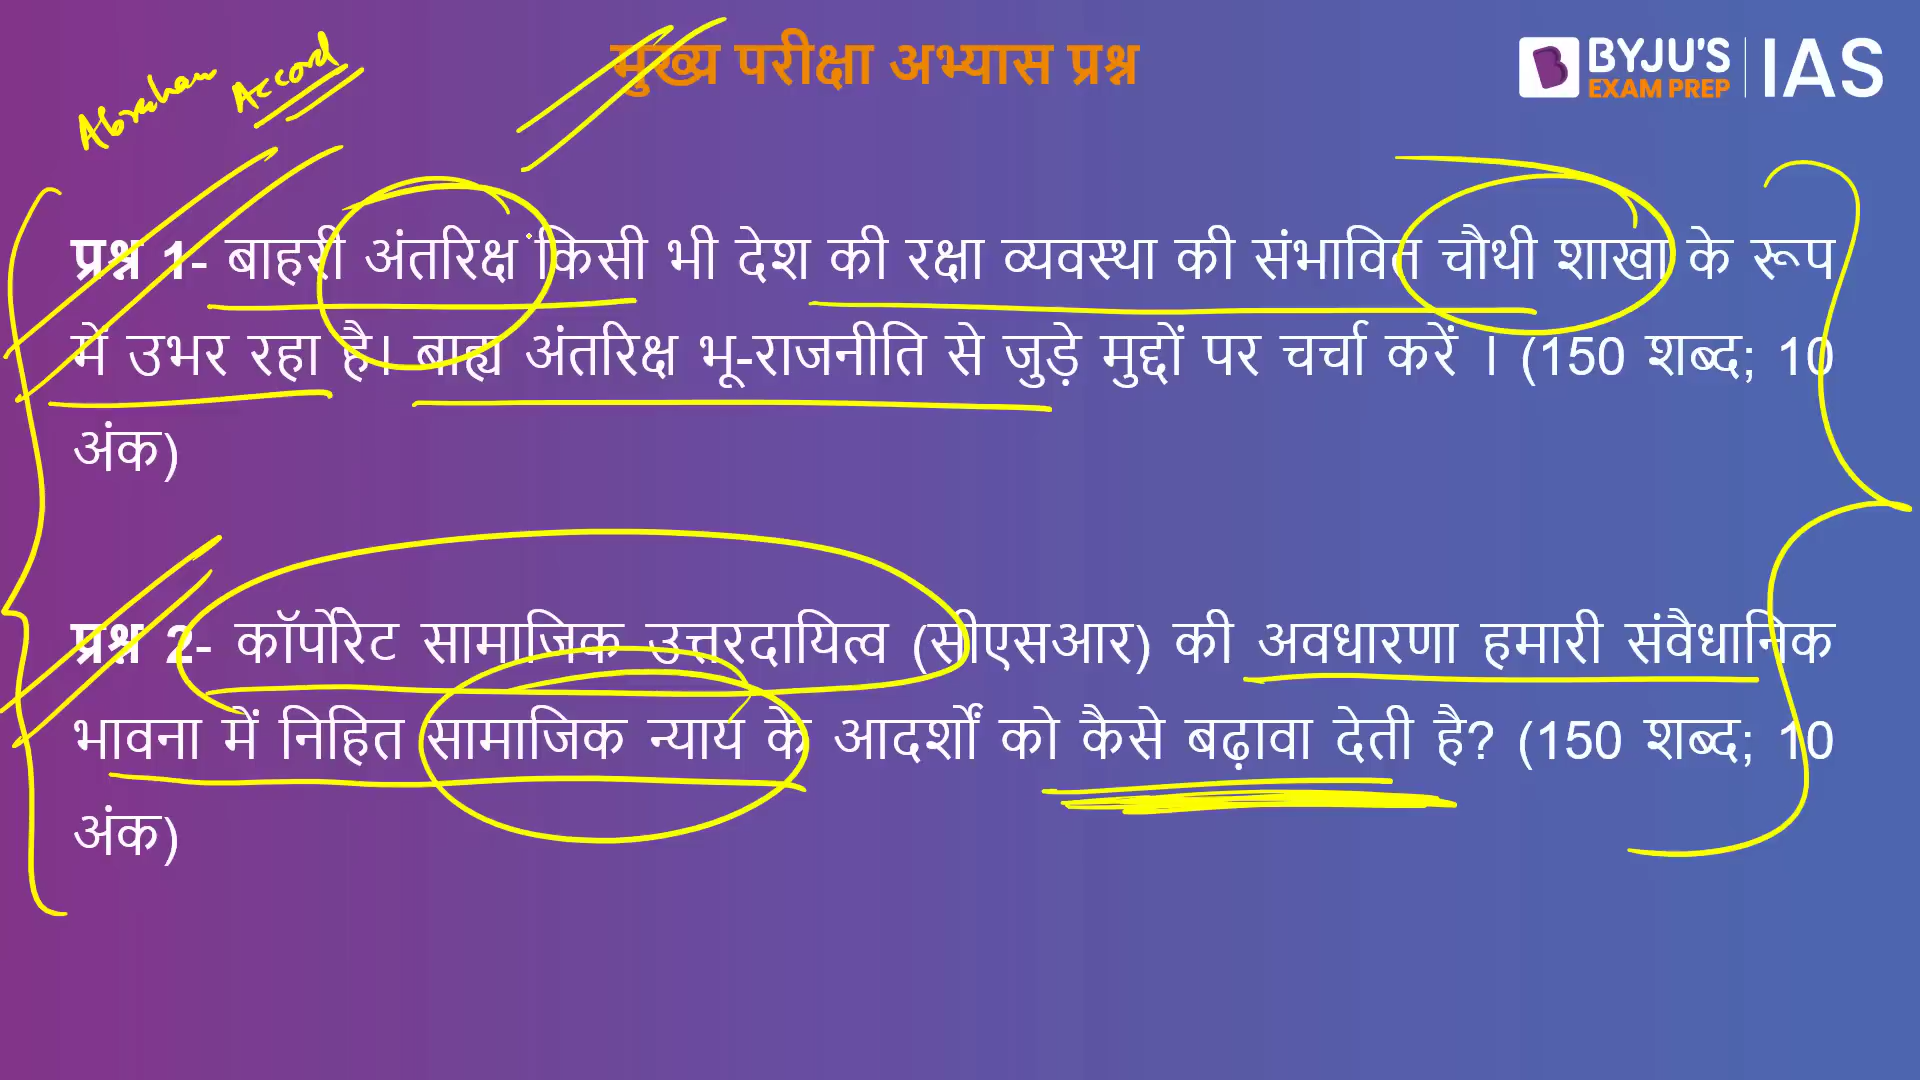 Abraham Accord
मुख्य परीक्षा अभ्यास प्रश्न
BYJU'S
EXAM PREP
IAS
प्रश्न 1- बाहरी अंतरिक्ष किसी भी देश की रक्षा व्यवस्था की संभावित चौथी शाखा के रूप
में उभर रहा है। बाह्य अंतरिक्ष भू-राजनीति से जुड़े मुद्दों पर चर्चा करें । (150 शब्द; 10
अंक)
प्रश्न 2- कॉर्पोरेट सामाजिक उत्तरदायित्व (सीएसआर) की अवधारणा हमारी संवैधानिक
भावना में निहित सामाजिक न्याय के आदर्शों को कैसे बढ़ावा देती है? (150 शब्द; 10
अंक)